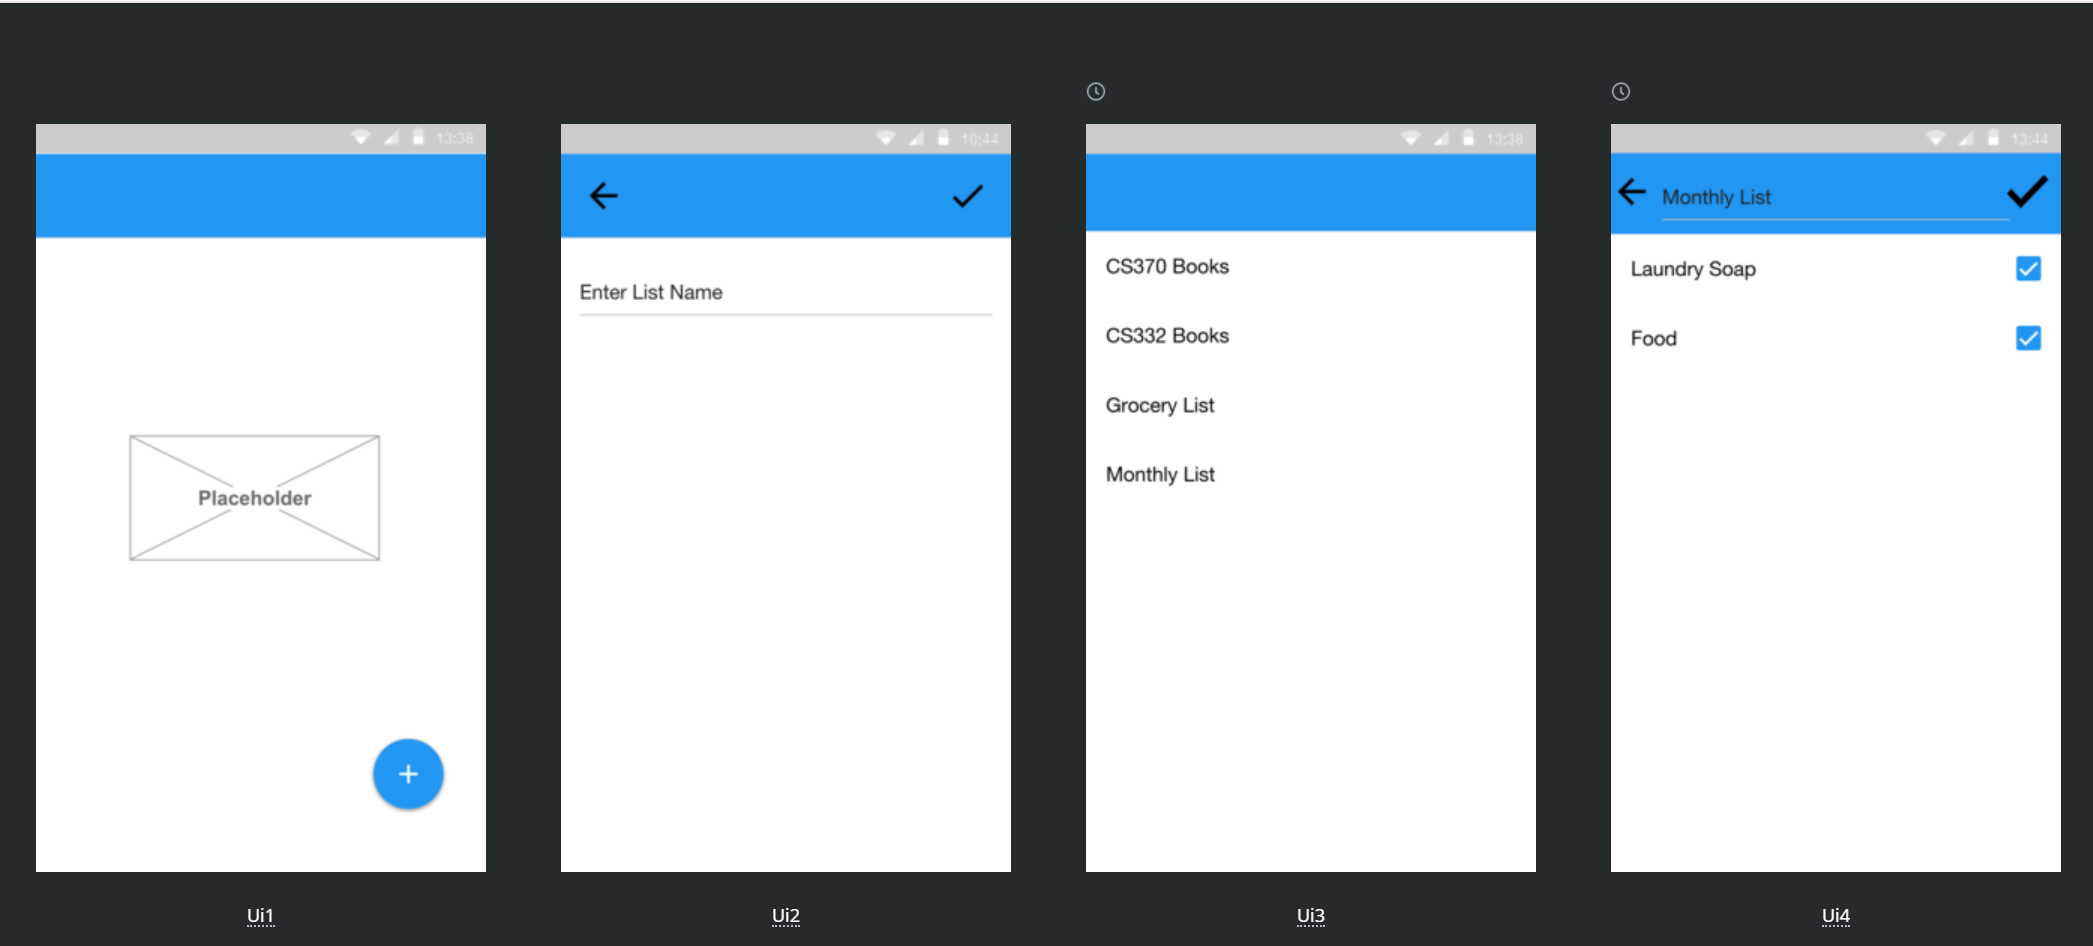 13:38
Placeholder
+
Ui1
10:44
Enter List Name
Ui2
13:38
CS370 Books
CS332 Books
Grocery List
Monthly List
Ui3
13:44
Monthly List
Laundry Soap
Food
Ui4